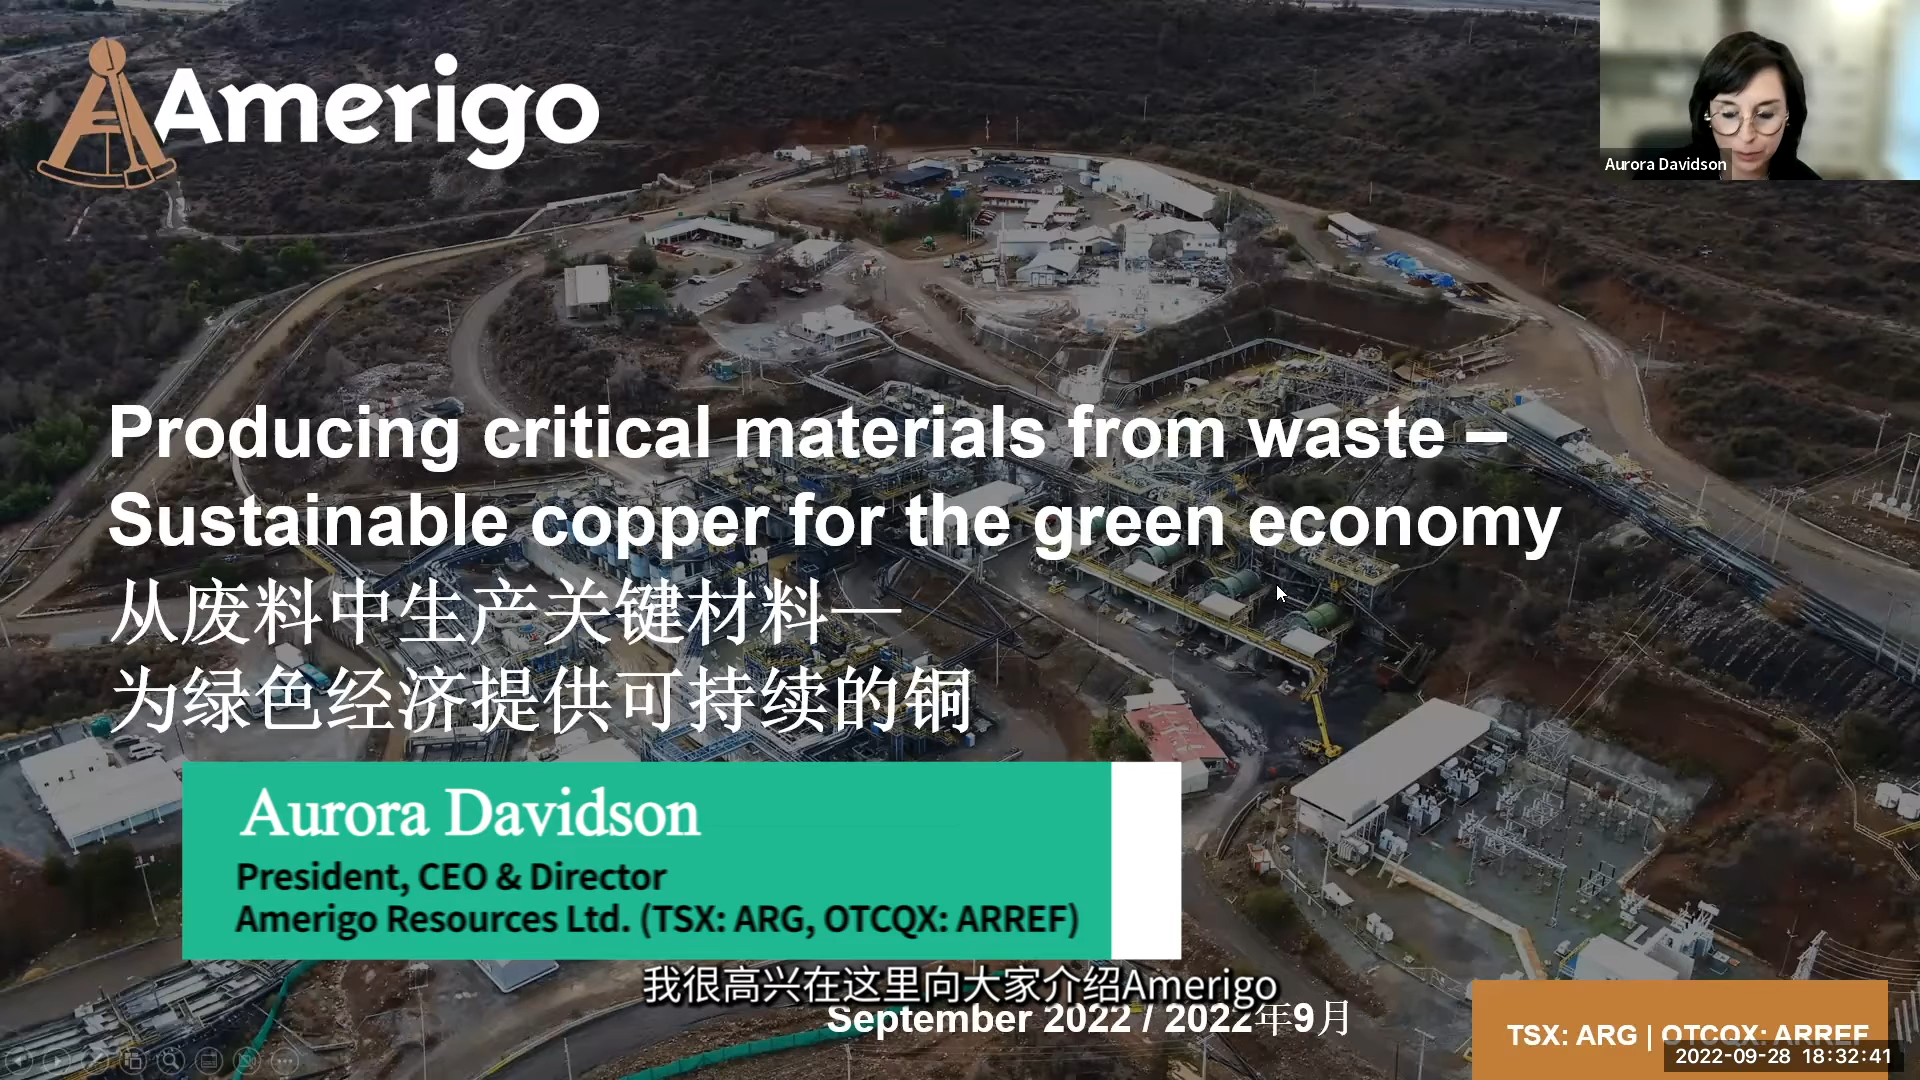 Amerigo
Aurora Davidson
Producing critical materials from waste –
Sustainable copper for the green economy
从废料中生产关键材料—
为绿色经济提供可持续的铜
Aurora Davidson
President, CEO & Director
Amerigo Resources Ltd. (TSX: ARG, OTCQX: ARREF)
我很高兴在这里向大家介绍Amerigo
September 2022 / 2022年9月
TSX: ARG | OTCQX: ARREF
2022-09-28 18:32:41